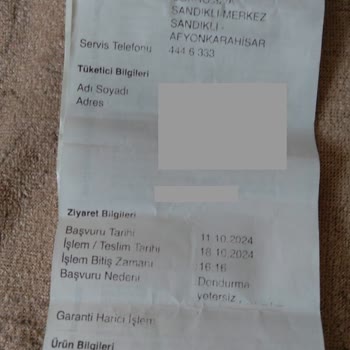 SANDIKLI MERKEZ
SANDIKLI -
AFYONKARAHİSAR
Servis Telefonu 444 6 333
Tüketici Bilgileri
Adı Soyadı
Adres
Ziyaret Bilgileri
Başvuru Tarihi 11.10.2024
İşlem / Teslim Tarihi 18.10.2024
İşlem Bitiş Zamanı 16:16
Başvuru Nedeni Dondurma
yetersiz
Garanti Harici İşlem
Ürün Bilgileri